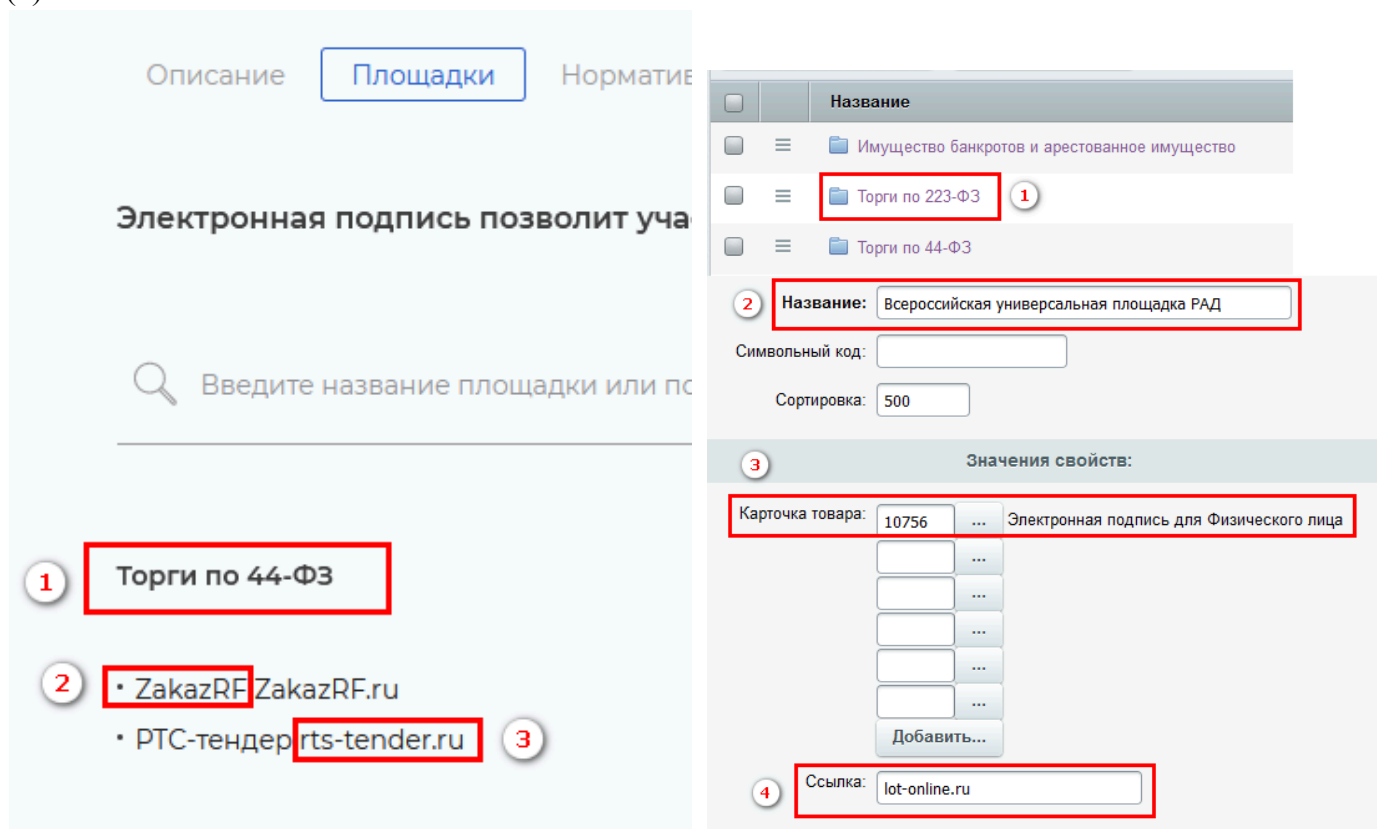 Описание Площадки Норматив
Электронная подпись позволит уча
Введите название площадки или по
1 Торги по 44-ФЗ
2 • ZakazRF ZakazRF.ru
• РТС-тендер rts-tender.ru 3
Название
Имущество банкротов и арестованное имущество
Торги по 223-ФЗ 1
Торги по 44-ФЗ
2 Название: Всероссийская универсальная площадка РАД
Символьный код:
Сортировка: 500
3 Значения свойств:
Карточка товара: 10756 ... Электронная подпись для Физического лица
...
...
...
...
...
Добавить...
4 Ссылка: lot-online.ru